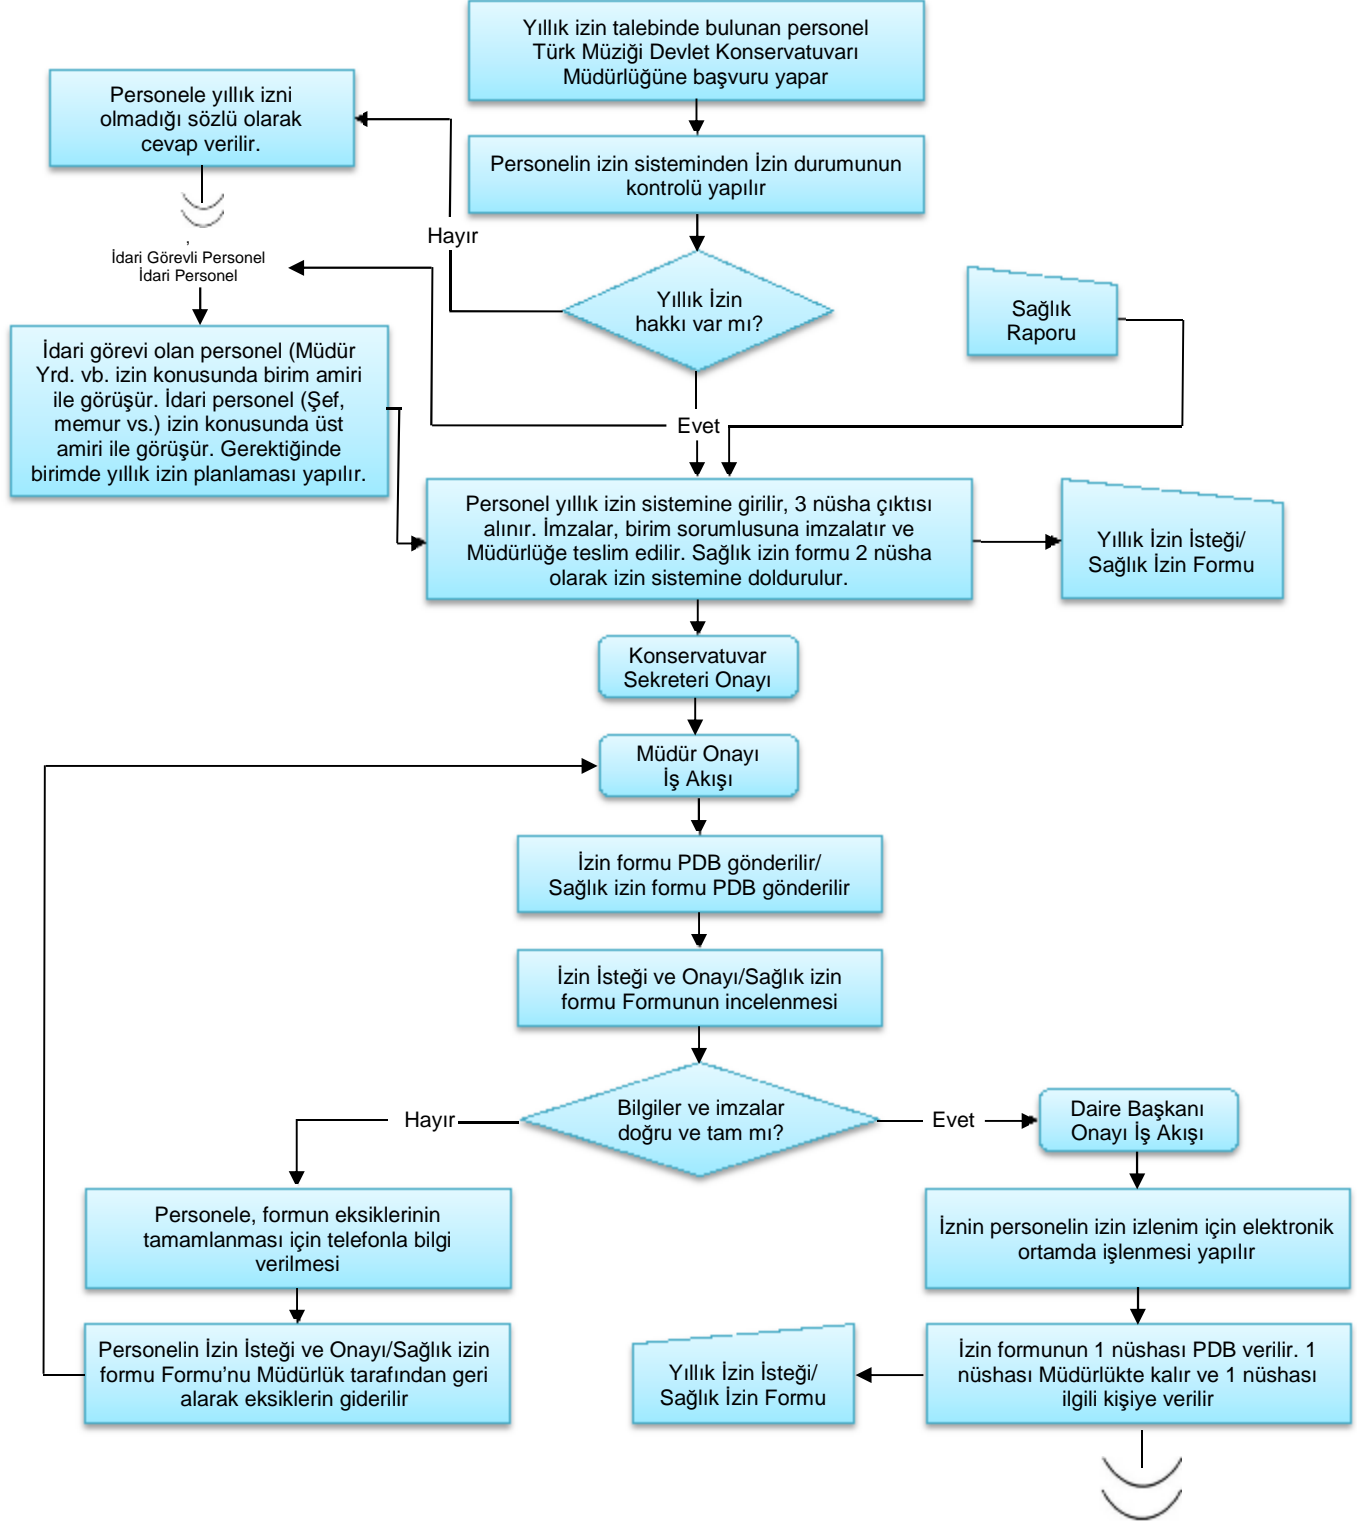 Yıllık izin talebinde bulunan personel
Türk Müziği Devlet Konservatuvarı
Müdürlüğüne başvuru yapar
Personele yıllık izni
olmadığı sözlü olarak
cevap verilir.
Personelin izin sisteminden İzin durumunun
kontrolü yapılır
Hayır
,
İdari Görevli Personel
İdari Personel
Yıllık İzin
hakkı var mı?
Sağlık
Raporu
İdari görevi olan personel (Müdür
Yrd. vb. izin konusunda birim amiri
ile görüşür. İdari personel (Şef,
memur vs.) izin konusunda üst
amiri ile görüşür. Gerektiğinde
birimde yıllık izin planlaması yapılır.
Evet
Personel yıllık izin sistemine girilir, 3 nüsha çıktısı
alınır. İmzalar, birim sorumlusuna imzalatır ve
Müdürlüğe teslim edilir. Sağlık izin formu 2 nüsha
olarak izin sistemine doldurulur.
Yıllık İzin İsteği/
Sağlık İzin Formu
Konservatuvar
Sekreteri Onayı
Müdür Onayı
İş Akışı
İzin formu PDB gönderilir/
Sağlık izin formu PDB gönderilir
İzin İsteği ve Onayı/Sağlık izin
formu Formunun incelenmesi
Bilgiler ve imzalar
doğru ve tam mı?
Hayır
Evet
Daire Başkanı
Onayı İş Akışı
Personele, formun eksiklerinin
tamamlanması için telefonla bilgi
verilmesi
İznin personelin izin izlenim için elektronik
ortamda işlenmesi yapılır
Personelin İzin İsteği ve Onayı/Sağlık izin
formu Formu’nu Müdürlük tarafından geri
alarak eksiklerin giderilir
Yıllık İzin İsteği/
Sağlık İzin Formu
İzin formunun 1 nüshası PDB verilir. 1
nüshası Müdürlükte kalır ve 1 nüshası
ilgili kişiye verilir